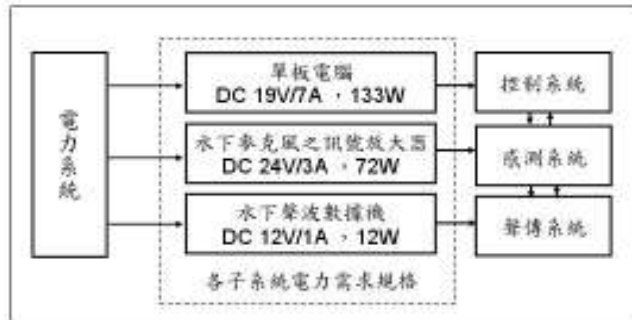 電力系統
單板電腦
DC 19V/7A，133W
水下麥克風之訊號放大器
DC 24V/3A，72W
水下聲波數據機
DC 12V/1A，12W
各子系統電力需求規格
控制系統
感測系統
聲傳系統